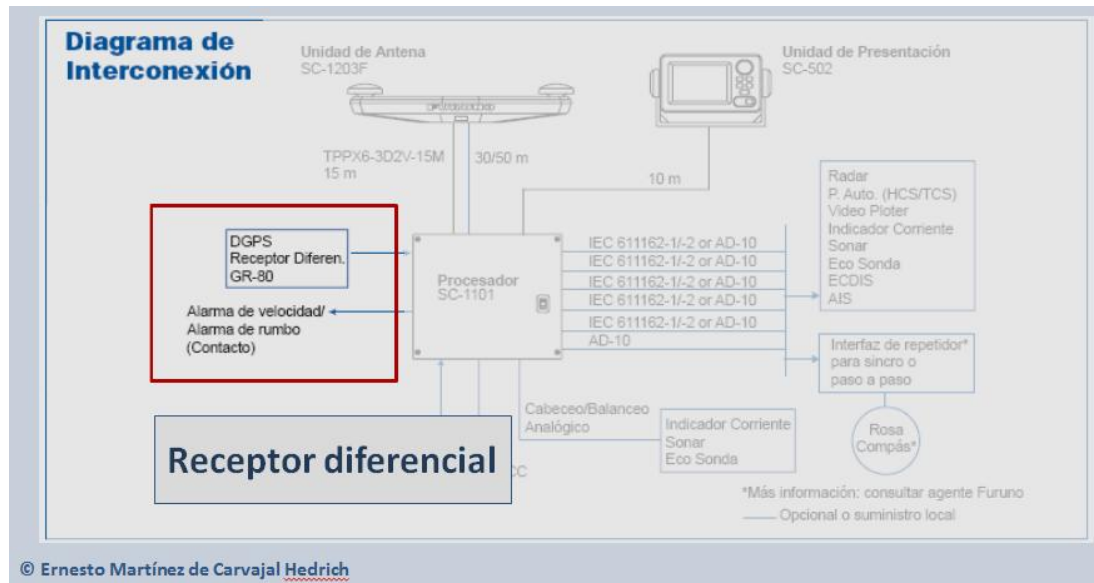 Diagrama de
Interconexión
Unidad de Antena
SC-1203F
Unidad de Presentación
SC-502
FURUNO
TPPX6-3D2V-15M
15 m
30/50 m
10 m
Radar
P. Auto. (HCS/TCS)
Video Ploter
Indicador Corriente
Sonar
Eco Sonda
ECDIS
AIS
DGPS
Receptor Diferen.
GR-80
Alarma de velocidad/
Alarma de rumbo
(Contacto)
Procesador
SC-1101
IEC 611162-1/-2 or AD-10
IEC 611162-1/-2 or AD-10
IEC 611162-1/-2 or AD-10
IEC 611162-1/-2 or AD-10
IEC 611162-1/-2 or AD-10
AD-10
Interfaz de repetidor*
para sincro o
paso a paso
Rosa
Compás*
Cabeceo/Balanceo
Analógico
Indicador Corriente
Sonar
Eco Sonda
Receptor diferencial
CC
*Más información: consultar agente Furuno
Opcional o suministro local
© Ernesto Martínez de Carvajal Hedrich